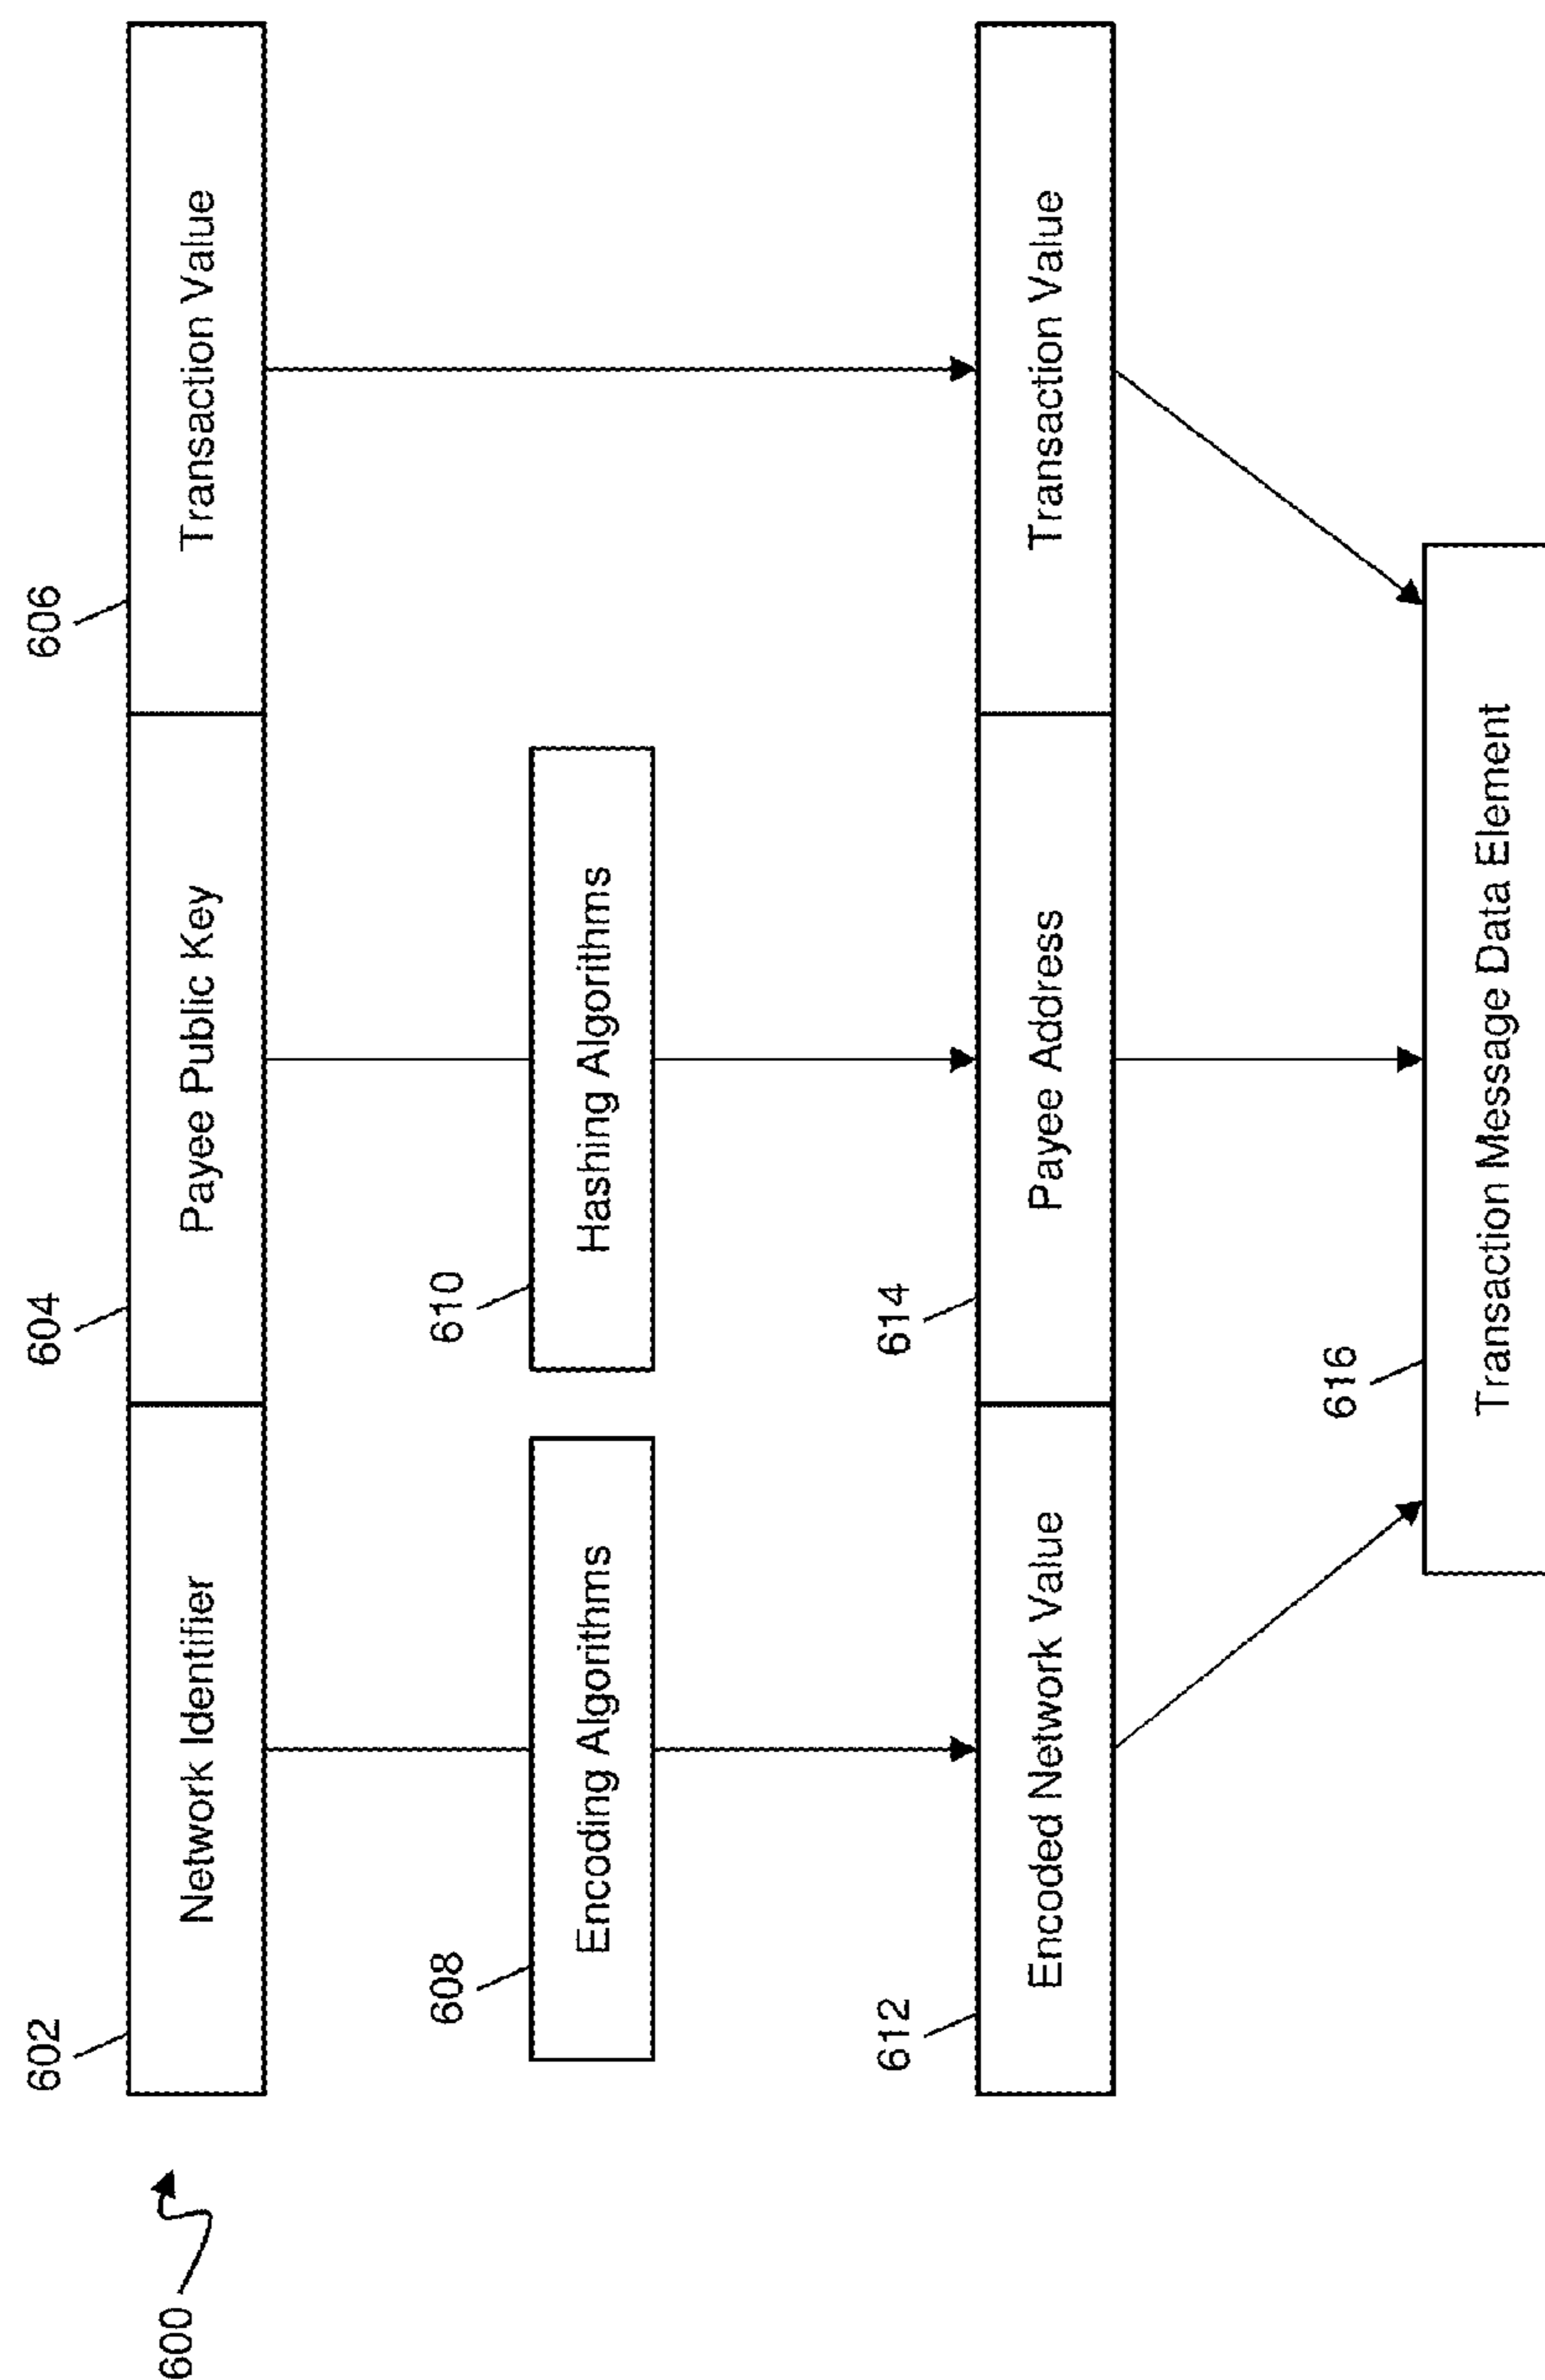 600
602
604
606
Network Identifier
Payee Public Key
Transaction Value
608
610
Encoding Algorithms
Hashing Algorithms
612
614
Encoded Network Value
Payee Address
Transaction Value
616
Transaction Message Data Element